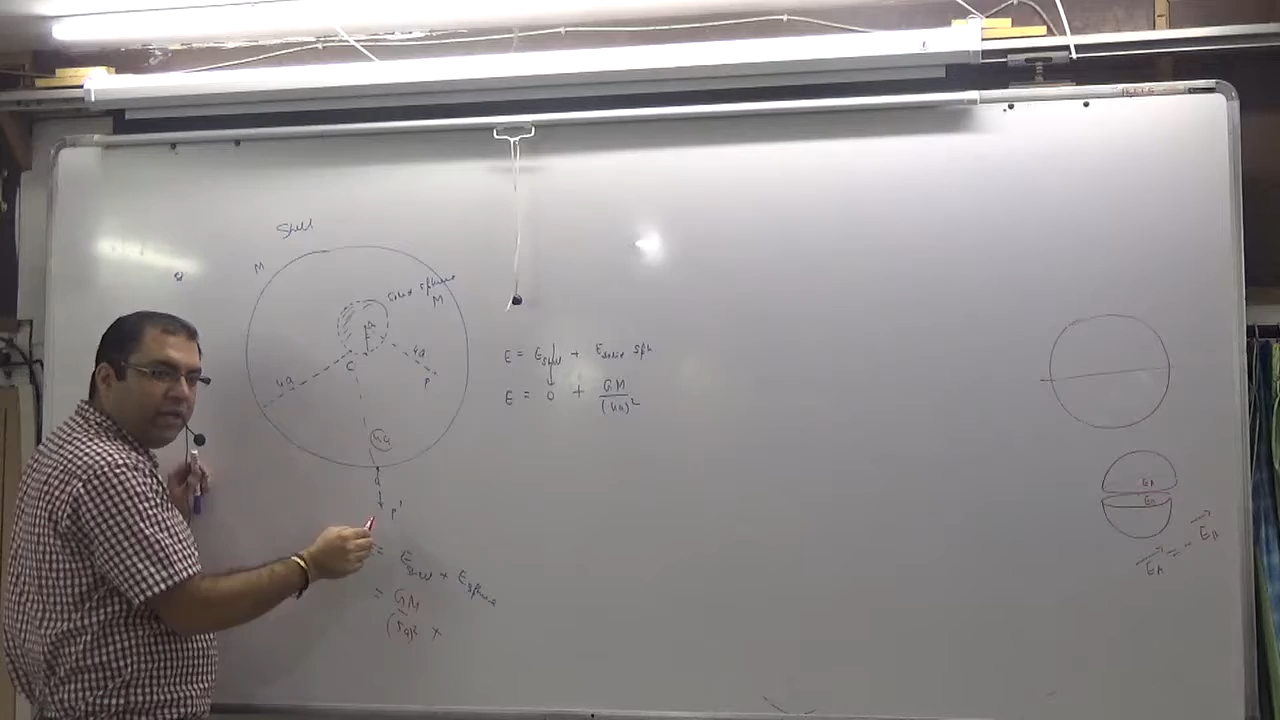 Shell
M
solid sphere
M
a
4a
4a
C
P
4a
a
P'
E = Eshell + Esolid sph
E = 0 + GM
(4a)²
= Eshell + Esphere
= GM
(5a)² +
EA
EB
EA = - EB